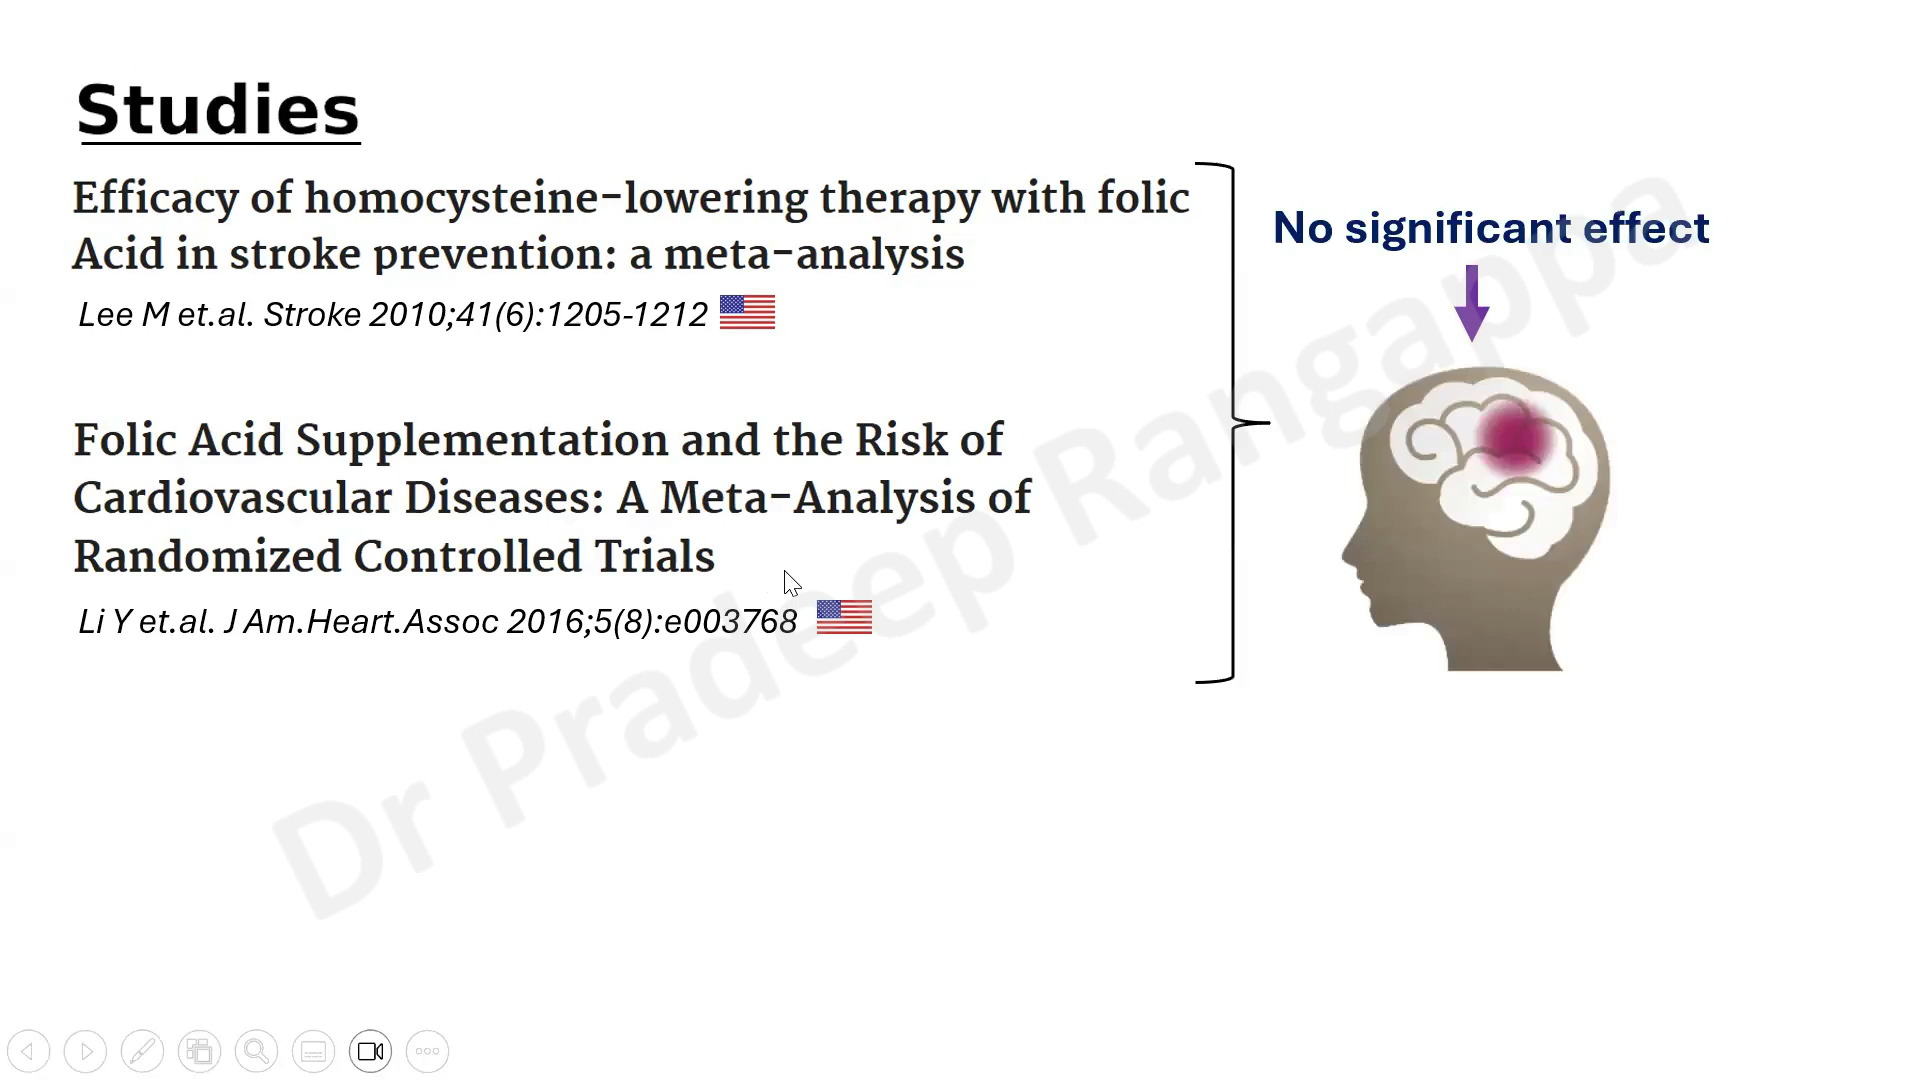 Studies
Efficacy of homocysteine-lowering therapy with folic
Acid in stroke prevention: a meta-analysis
Lee M et.al. Stroke 2010;41(6):1205-1212
No significant effect
Folic Acid Supplementation and the Risk of
Cardiovascular Diseases: A Meta-Analysis of
Randomized Controlled Trials
Li Y et.al. J Am.Heart.Assoc 2016;5(8):e003768
Dr Pradeep Rangappa